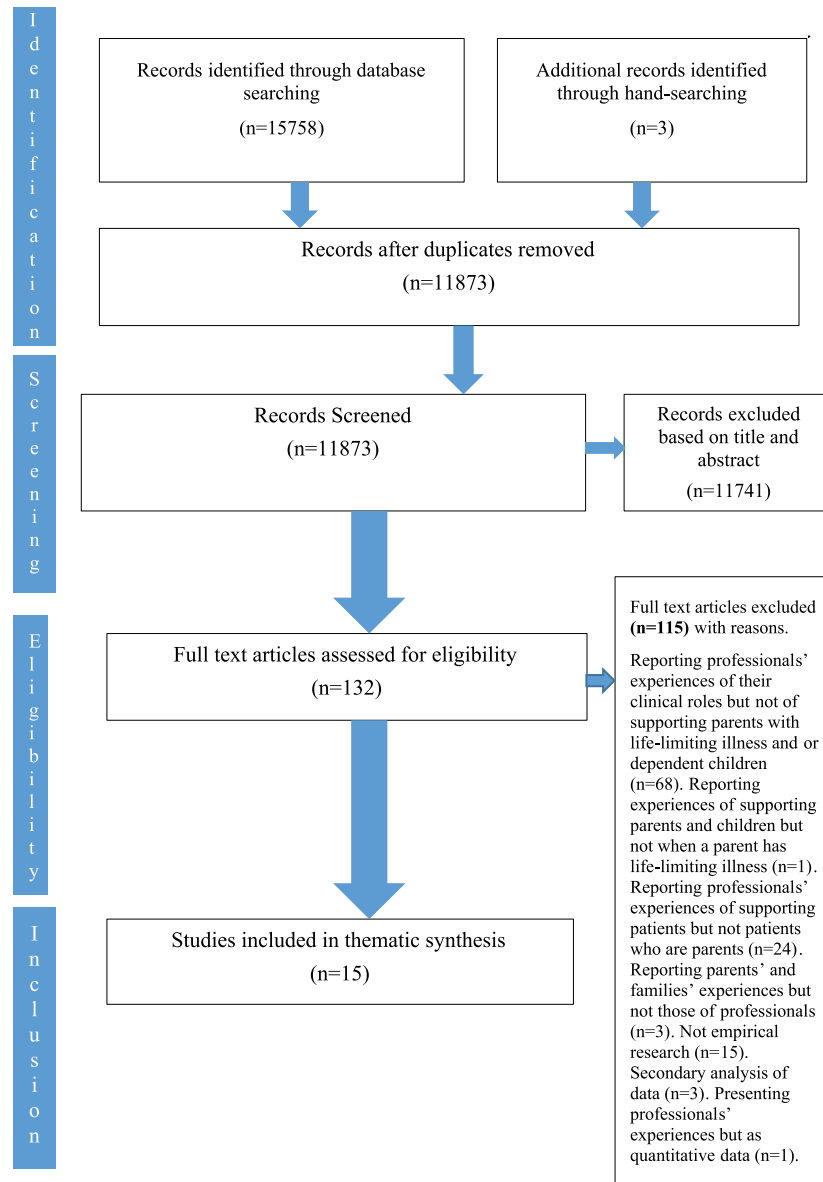 Identification
Records identified through database
searching
(n=15758)
Additional records identified
through hand-searching
(n=3)
Records after duplicates removed
(n=11873)
Screening
Records Screened
(n=11873)
Records excluded
based on title and
abstract
(n=11741)
Eligibility
Full text articles assessed for eligibility
(n=132)
Full text articles excluded
(n=115) with reasons.
Reporting professionals’
experiences of their
clinical roles but not of
supporting parents with
life-limiting illness and or
dependent children
(n=68). Reporting
experiences of supporting
parents and children but
not when a parent has
life-limiting illness (n=1).
Reporting professionals’
experiences of supporting
patients but not patients
who are parents (n=24).
Reporting parents’ and
families’ experiences but
not those of professionals
(n=3). Not empirical
research (n=15).
Secondary analysis of
data (n=3). Presenting
professionals’
experiences but as
quantitative data (n=1).
Inclusion
Studies included in thematic synthesis
(n=15)